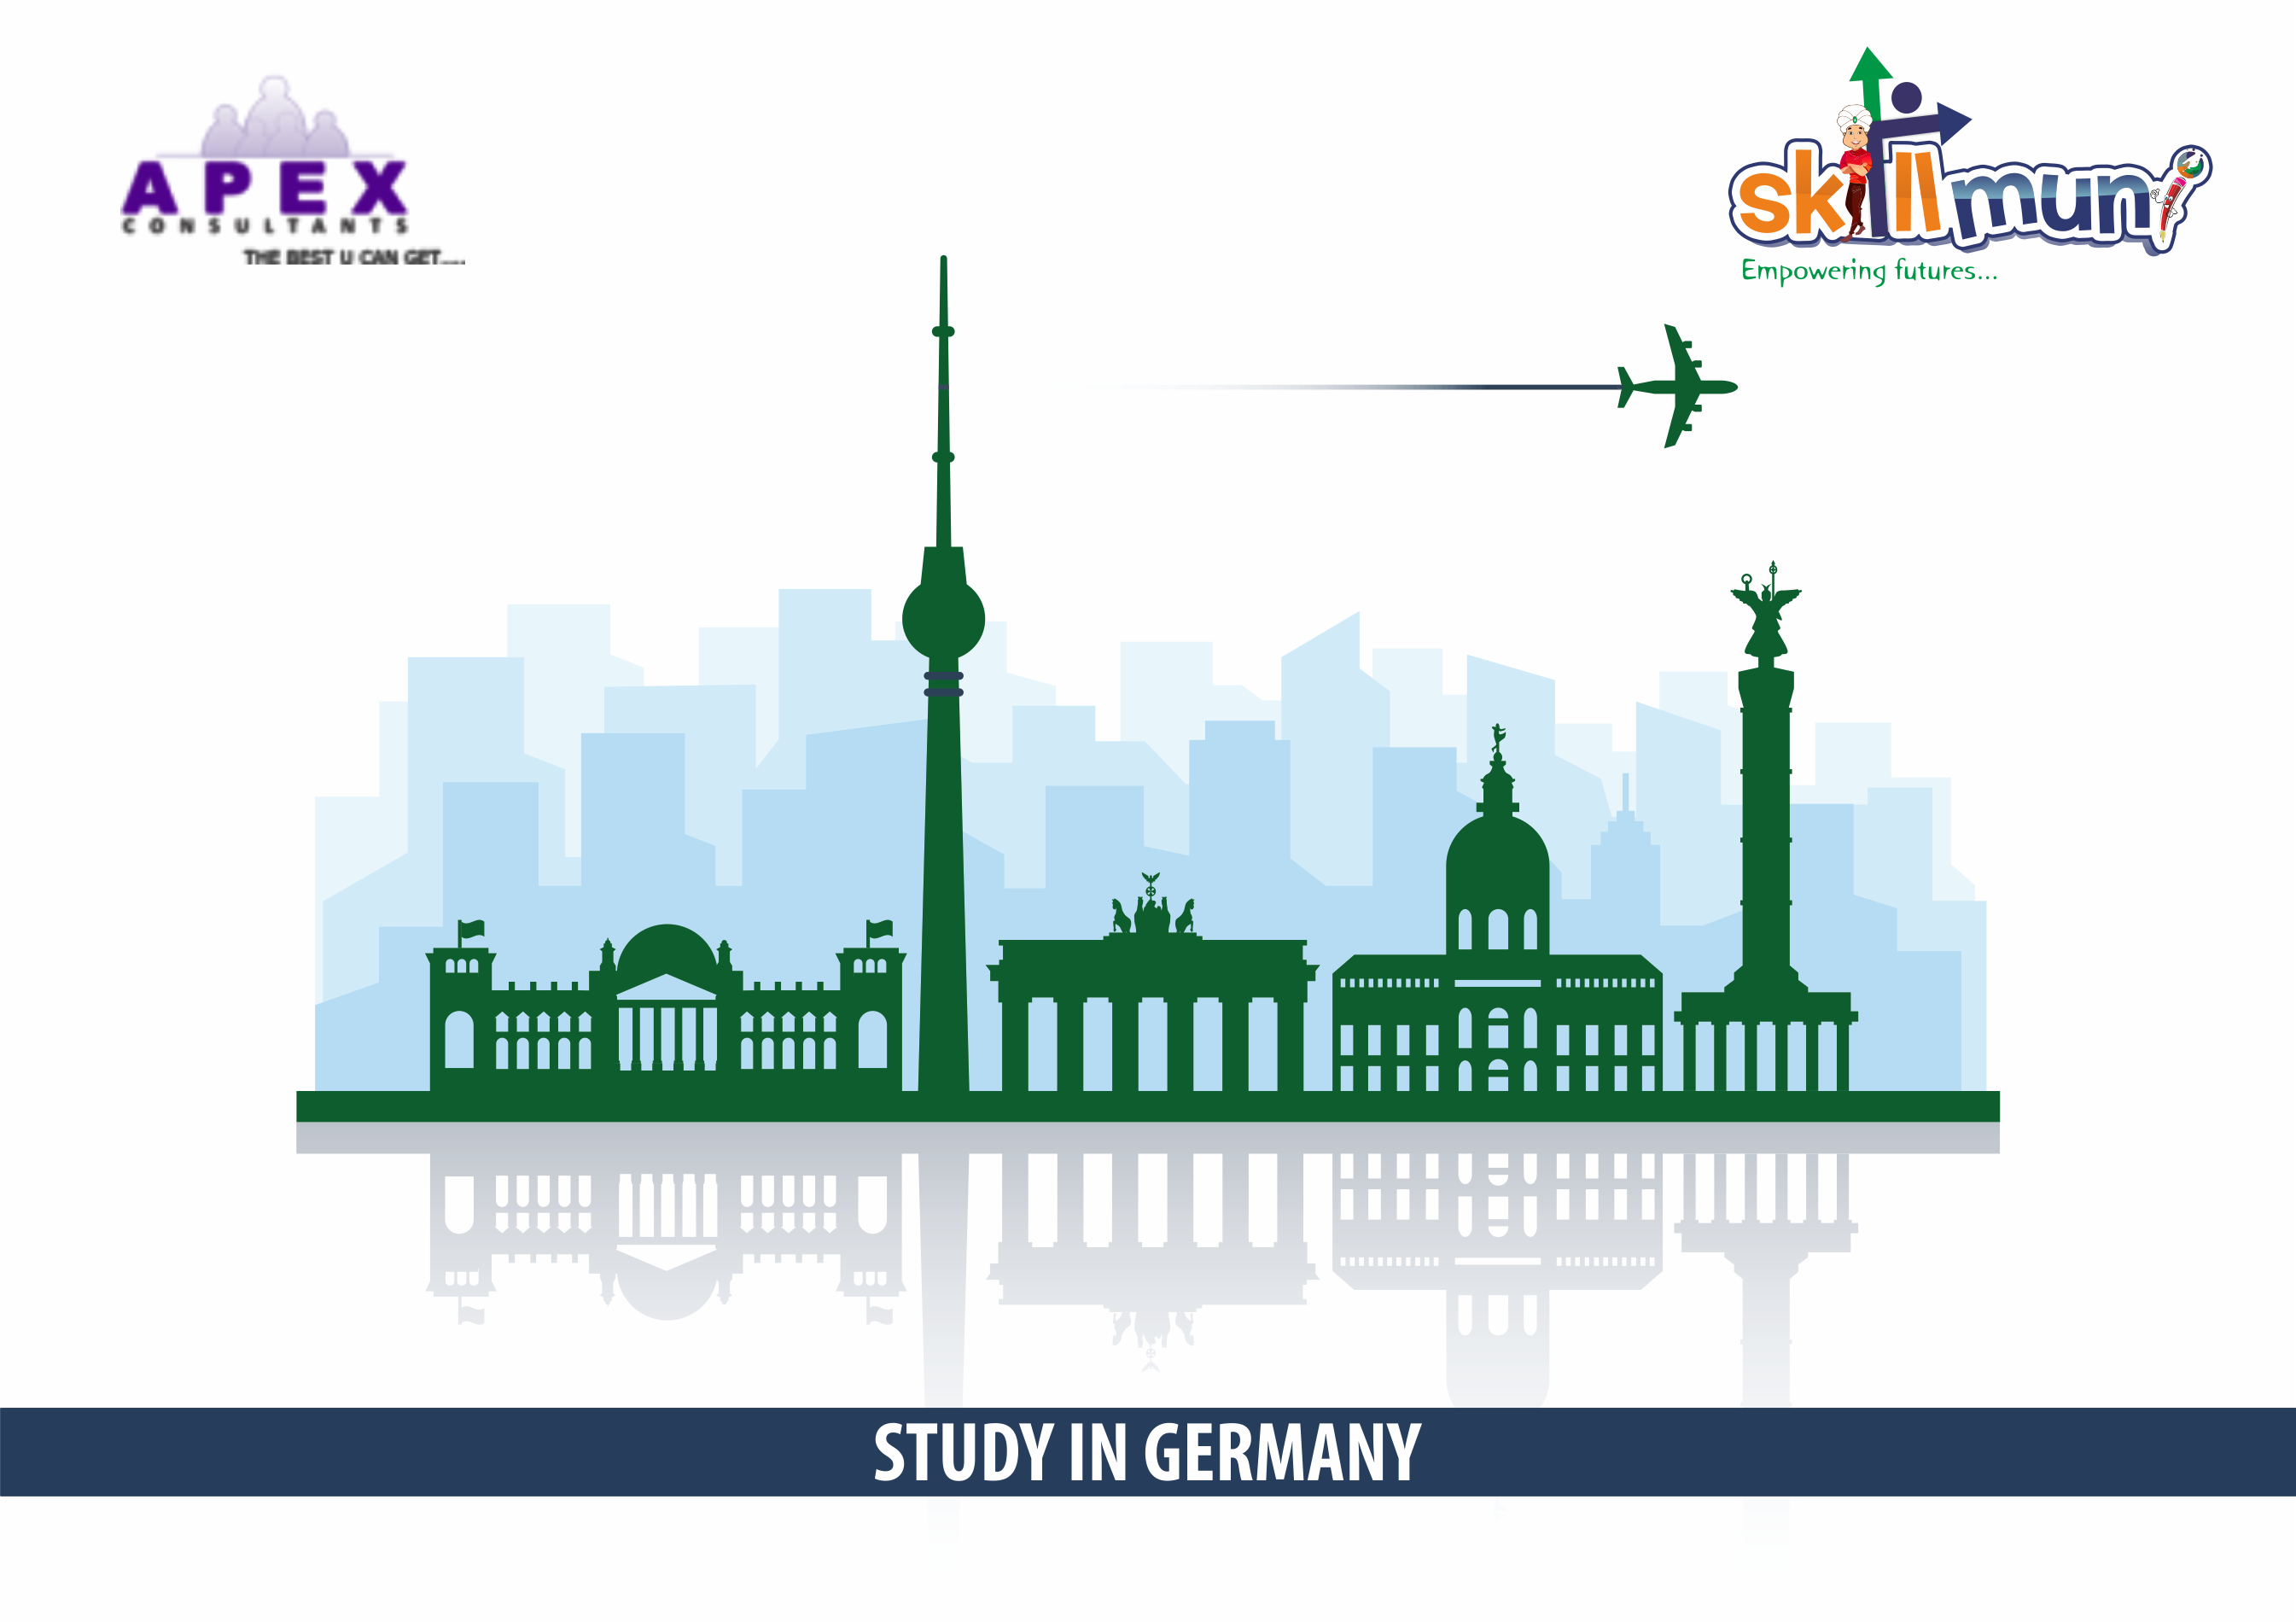 APEX
CONSULTANTS
THE BEST U CAN GET....
skillmuni
Empowering futures...
STUDY IN GERMANY